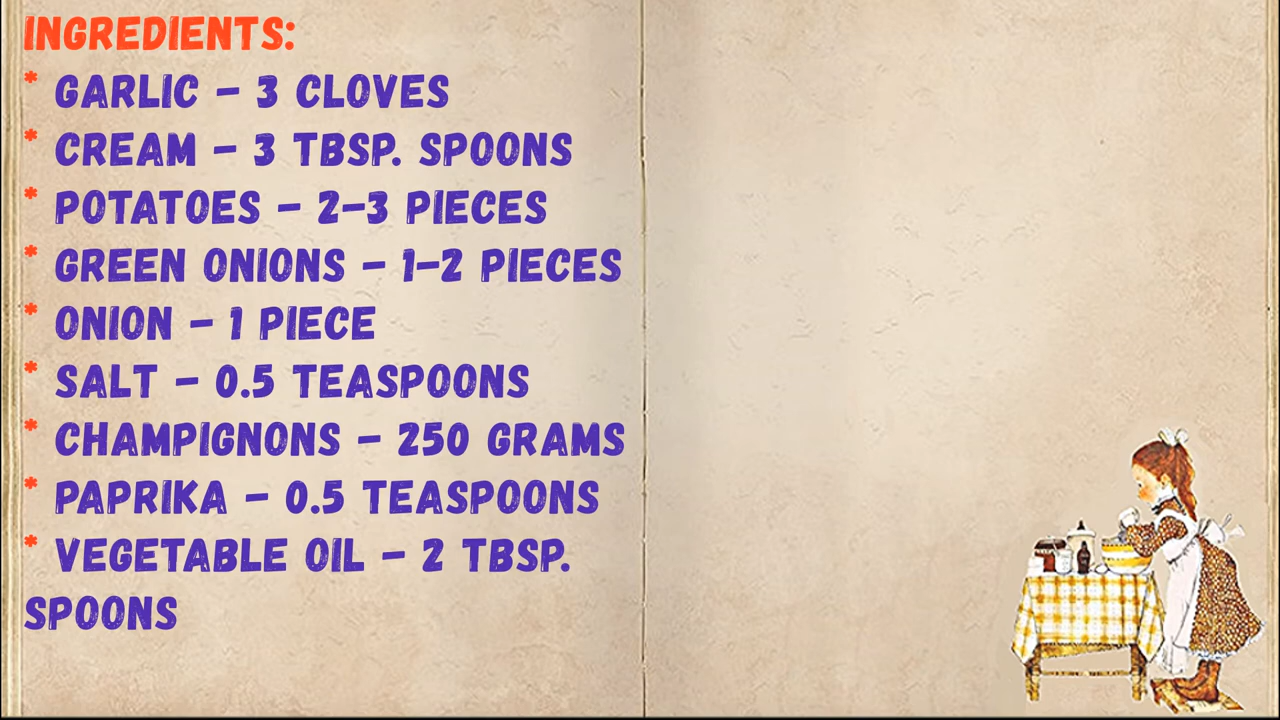 INGREDIENTS:
* GARLIC – 3 CLOVES
* CREAM – 3 TBSP. SPOONS
* POTATOES – 2–3 PIECES
* GREEN ONIONS – 1–2 PIECES
* ONION – 1 PIECE
* SALT – 0.5 TEASPOONS
* CHAMPIGNONS – 250 GRAMS
* PAPRIKA – 0.5 TEASPOONS
* VEGETABLE OIL – 2 TBSP.
SPOONS